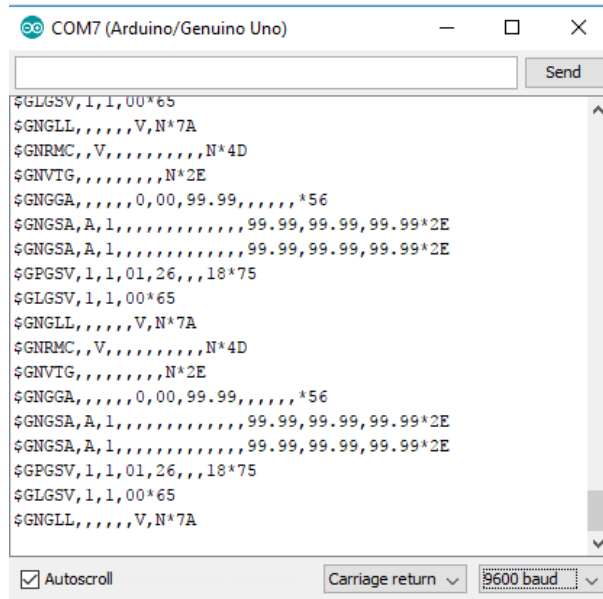 COM7 (Arduino/Genuino Uno)
Send
$GLGSV,1,1,00*65
$GNGLL,,,,,,V,N*7A
$GNRMC,,V,,,,,,,,,,N*4D
$GNVTG,,,,,,,,,N*2E
$GNGGA,,,,,,0,00,99.99,,,,,,*56
$GNGSA,A,1,,,,,,,,,,,,,99.99,99.99,99.99*2E
$GNGSA,A,1,,,,,,,,,,,,,99.99,99.99,99.99*2E
$GPGSV,1,1,01,26,,,18*75
$GLGSV,1,1,00*65
$GNGLL,,,,,,V,N*7A
$GNRMC,,V,,,,,,,,,,N*4D
$GNVTG,,,,,,,,,N*2E
$GNGGA,,,,,,0,00,99.99,,,,,,*56
$GNGSA,A,1,,,,,,,,,,,,,99.99,99.99,99.99*2E
$GNGSA,A,1,,,,,,,,,,,,,99.99,99.99,99.99*2E
$GPGSV,1,1,01,26,,,18*75
$GLGSV,1,1,00*65
$GNGLL,,,,,,V,N*7A
Autoscroll
Carriage return
9600 baud